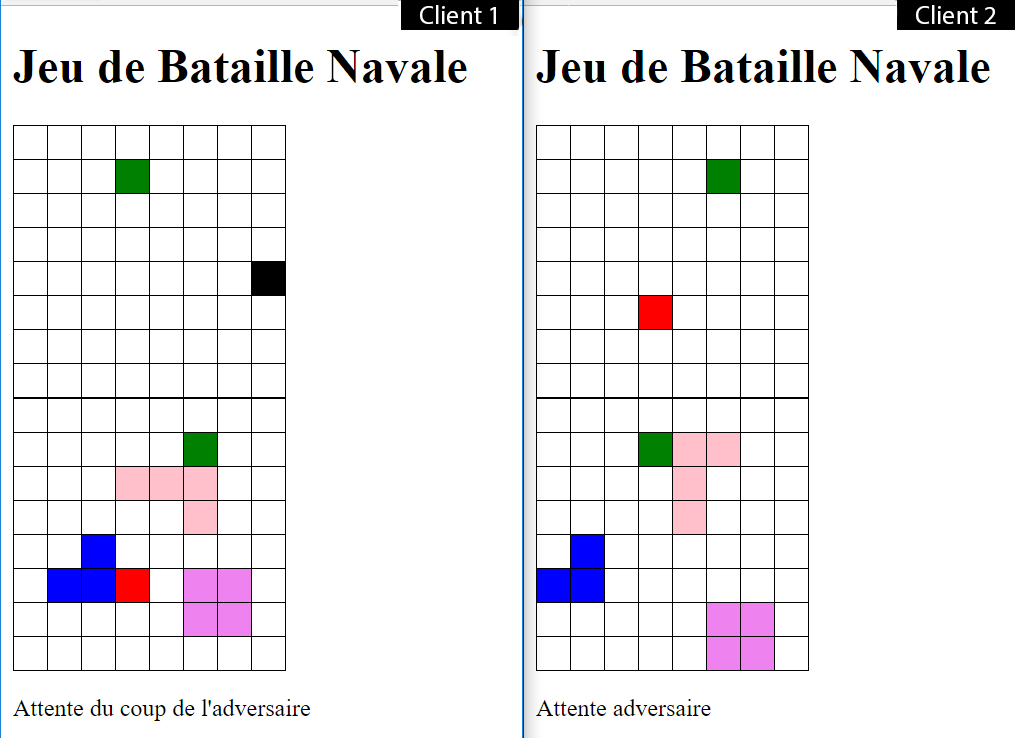 Client 1
Jeu de Bataille Navale
Attente du coup de l'adversaire
Client 2
Jeu de Bataille Navale
Attente adversaire